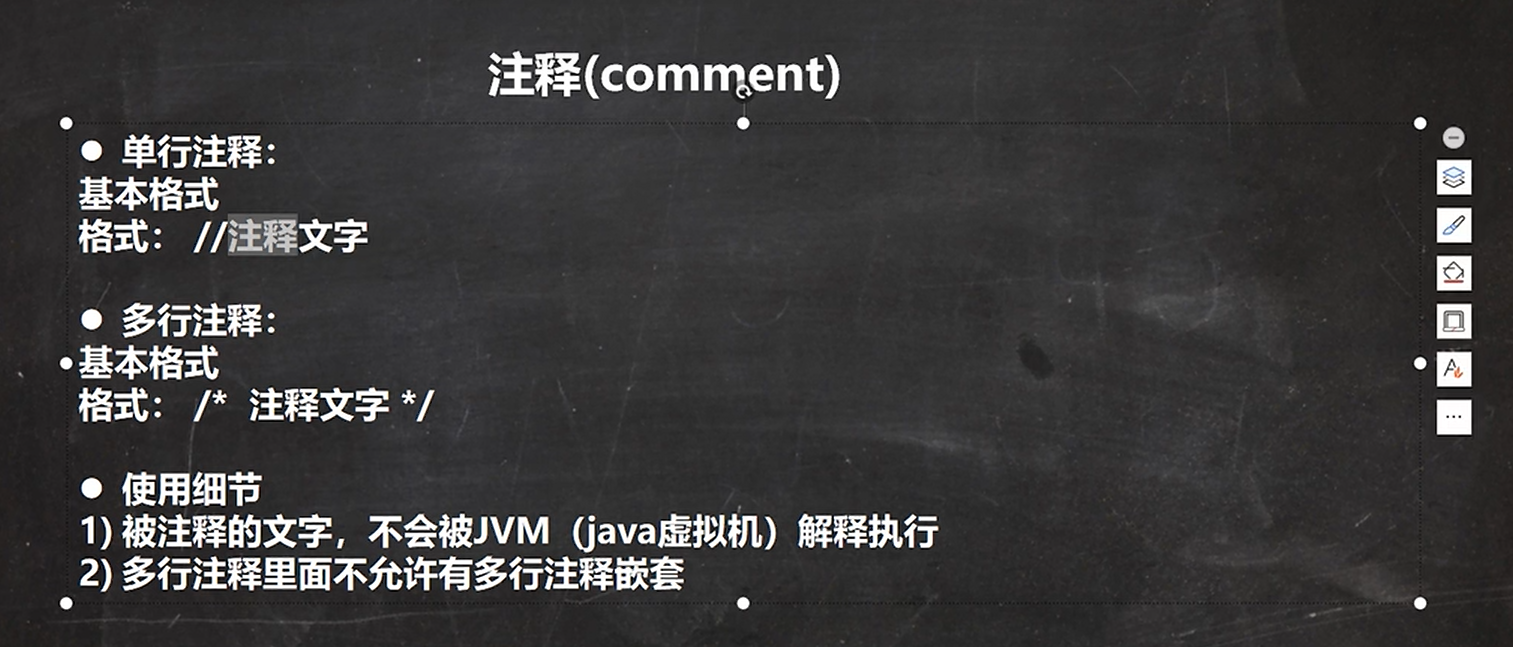 注释(comment)
● 单行注释：
基本格式
格式： //注释文字
● 多行注释：
基本格式
格式： /* 注释文字 */
● 使用细节
1) 被注释的文字，不会被JVM（java虚拟机）解释执行
2) 多行注释里面不允许有多行注释嵌套